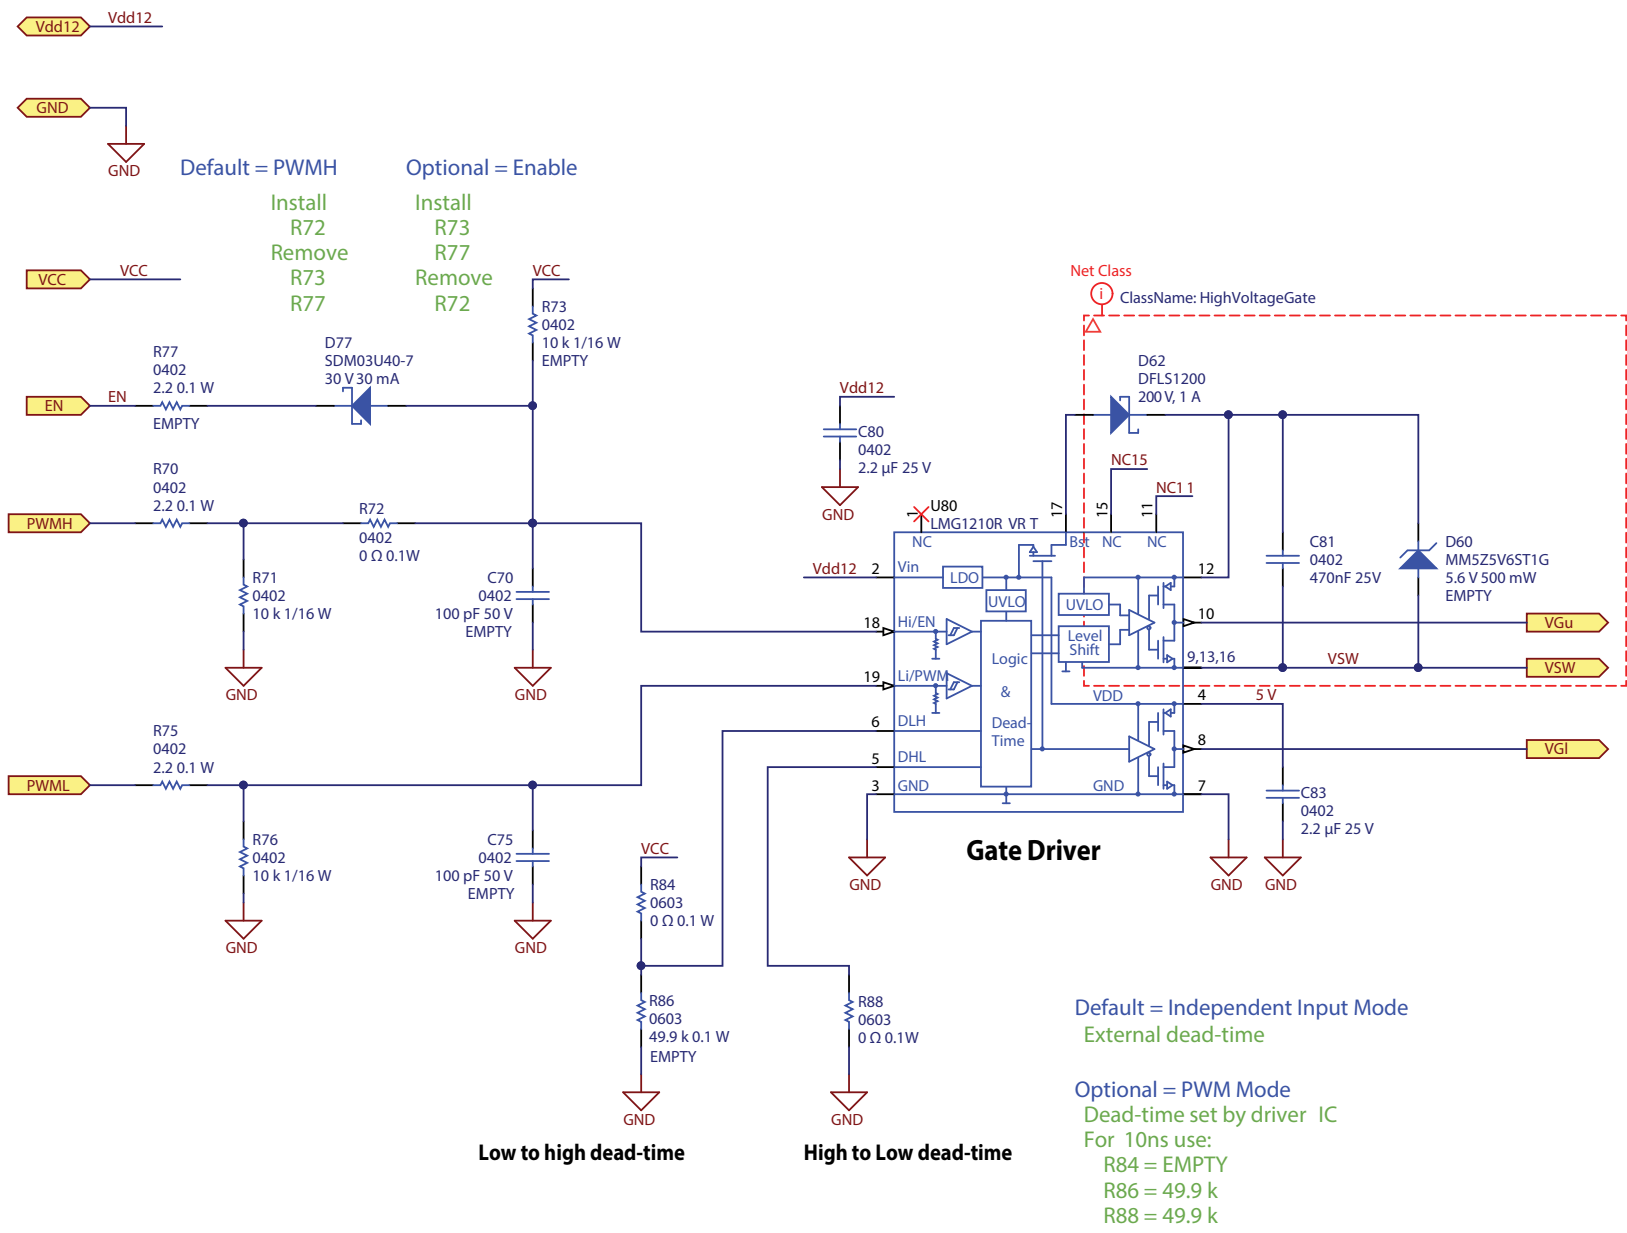 Vdd12
Vdd12
GND
GND
Default = PWMH
Install
R72
Remove
R73
R77
Optional = Enable
Install
R73
R77
Remove
R72
VCC
VCC
VCC
R73
0402
10 k 1/16 W
EMPTY
EN
EN
R77
0402
2.2 0.1 W
EMPTY
D77
SDM03U40-7
30 V 30 mA
PWMH
R70
0402
2.2 0.1 W
R72
0402
0 Ω 0.1W
R71
0402
10 k 1/16 W
GND
C70
0402
100 pF 50 V
EMPTY
GND
PWML
R75
0402
2.2 0.1 W
R76
0402
10 k 1/16 W
GND
C75
0402
100 pF 50 V
EMPTY
GND
Vdd12
C80
0402
2.2 µF 25 V
GND
Net Class
i
ClassName: HighVoltageGate
D62
DFLS1200
200 V, 1 A
NC15
NC11
1
U80
LMG1210R VR T
17
15
11
NC
Bst
NC
NC
Vdd12
2
Vin
LDO
UVLO
UVLO
Level
Shift
18
Hi/EN
19
Li/PWM
Logic
&
Dead-
Time
6
DLH
5
DHL
3
GND
VDD
GND
12
10
9,13,16
4
8
7
VSW
5 V
C81
0402
470nF 25V
D60
MM5Z5V6ST1G
5.6 V 500 mW
EMPTY
VGu
VSW
VGl
C83
0402
2.2 µF 25 V
GND
GND
GND
Gate Driver
VCC
R84
0603
0 Ω 0.1 W
R86
0603
49.9 k 0.1 W
EMPTY
GND
R88
0603
0 Ω 0.1W
GND
Low to high dead-time
High to Low dead-time
Default = Independent Input Mode
External dead-time
Optional = PWM Mode
Dead-time set by driver IC
For 10ns use:
R84 = EMPTY
R86 = 49.9 k
R88 = 49.9 k